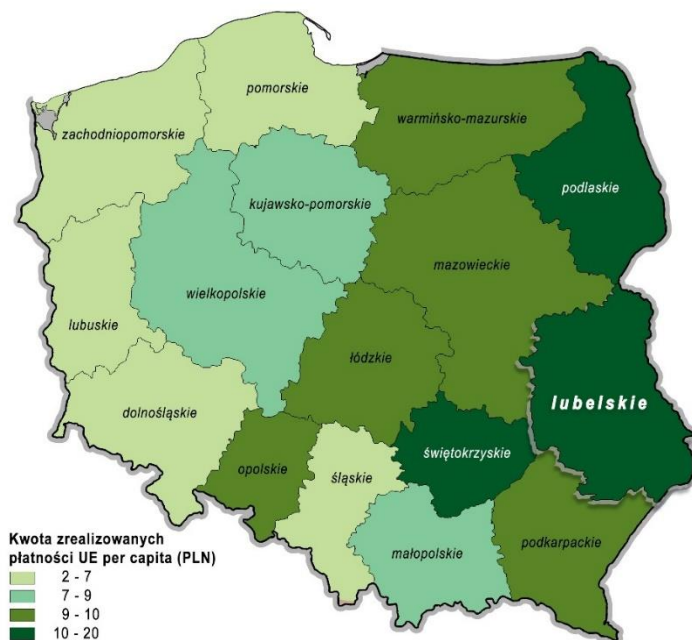 pomorskie
zachodniopomorskie
warmińsko-mazurskie
podlaskie
kujawsko-pomorskie
mazowieckie
wielkopolskie
lubuskie
łódzkie
lubelskie
dolnośląskie
świętokrzyskie
opolskie
śląskie
podkarpackie
małopolskie
Kwota zrealizowanych
płatności UE per capita (PLN)
2 - 7
7 - 9
9 - 10
10 - 20